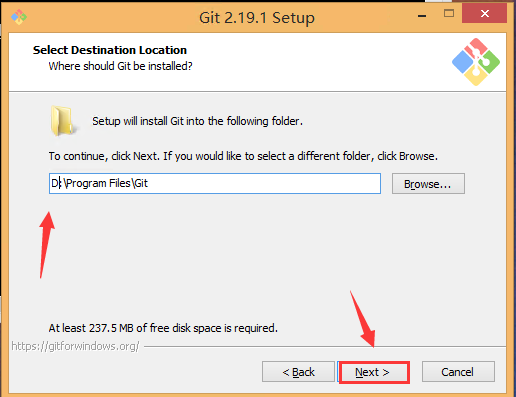 Git 2.19.1 Setup
Select Destination Location
Where should Git be installed?
Setup will install Git into the following folder.
To continue, click Next. If you would like to select a different folder, click Browse.
D:\Program Files\Git
Browse...
At least 237.5 MB of free disk space is required.
https://gitforwindows.org/
< Back
Next >
Cancel